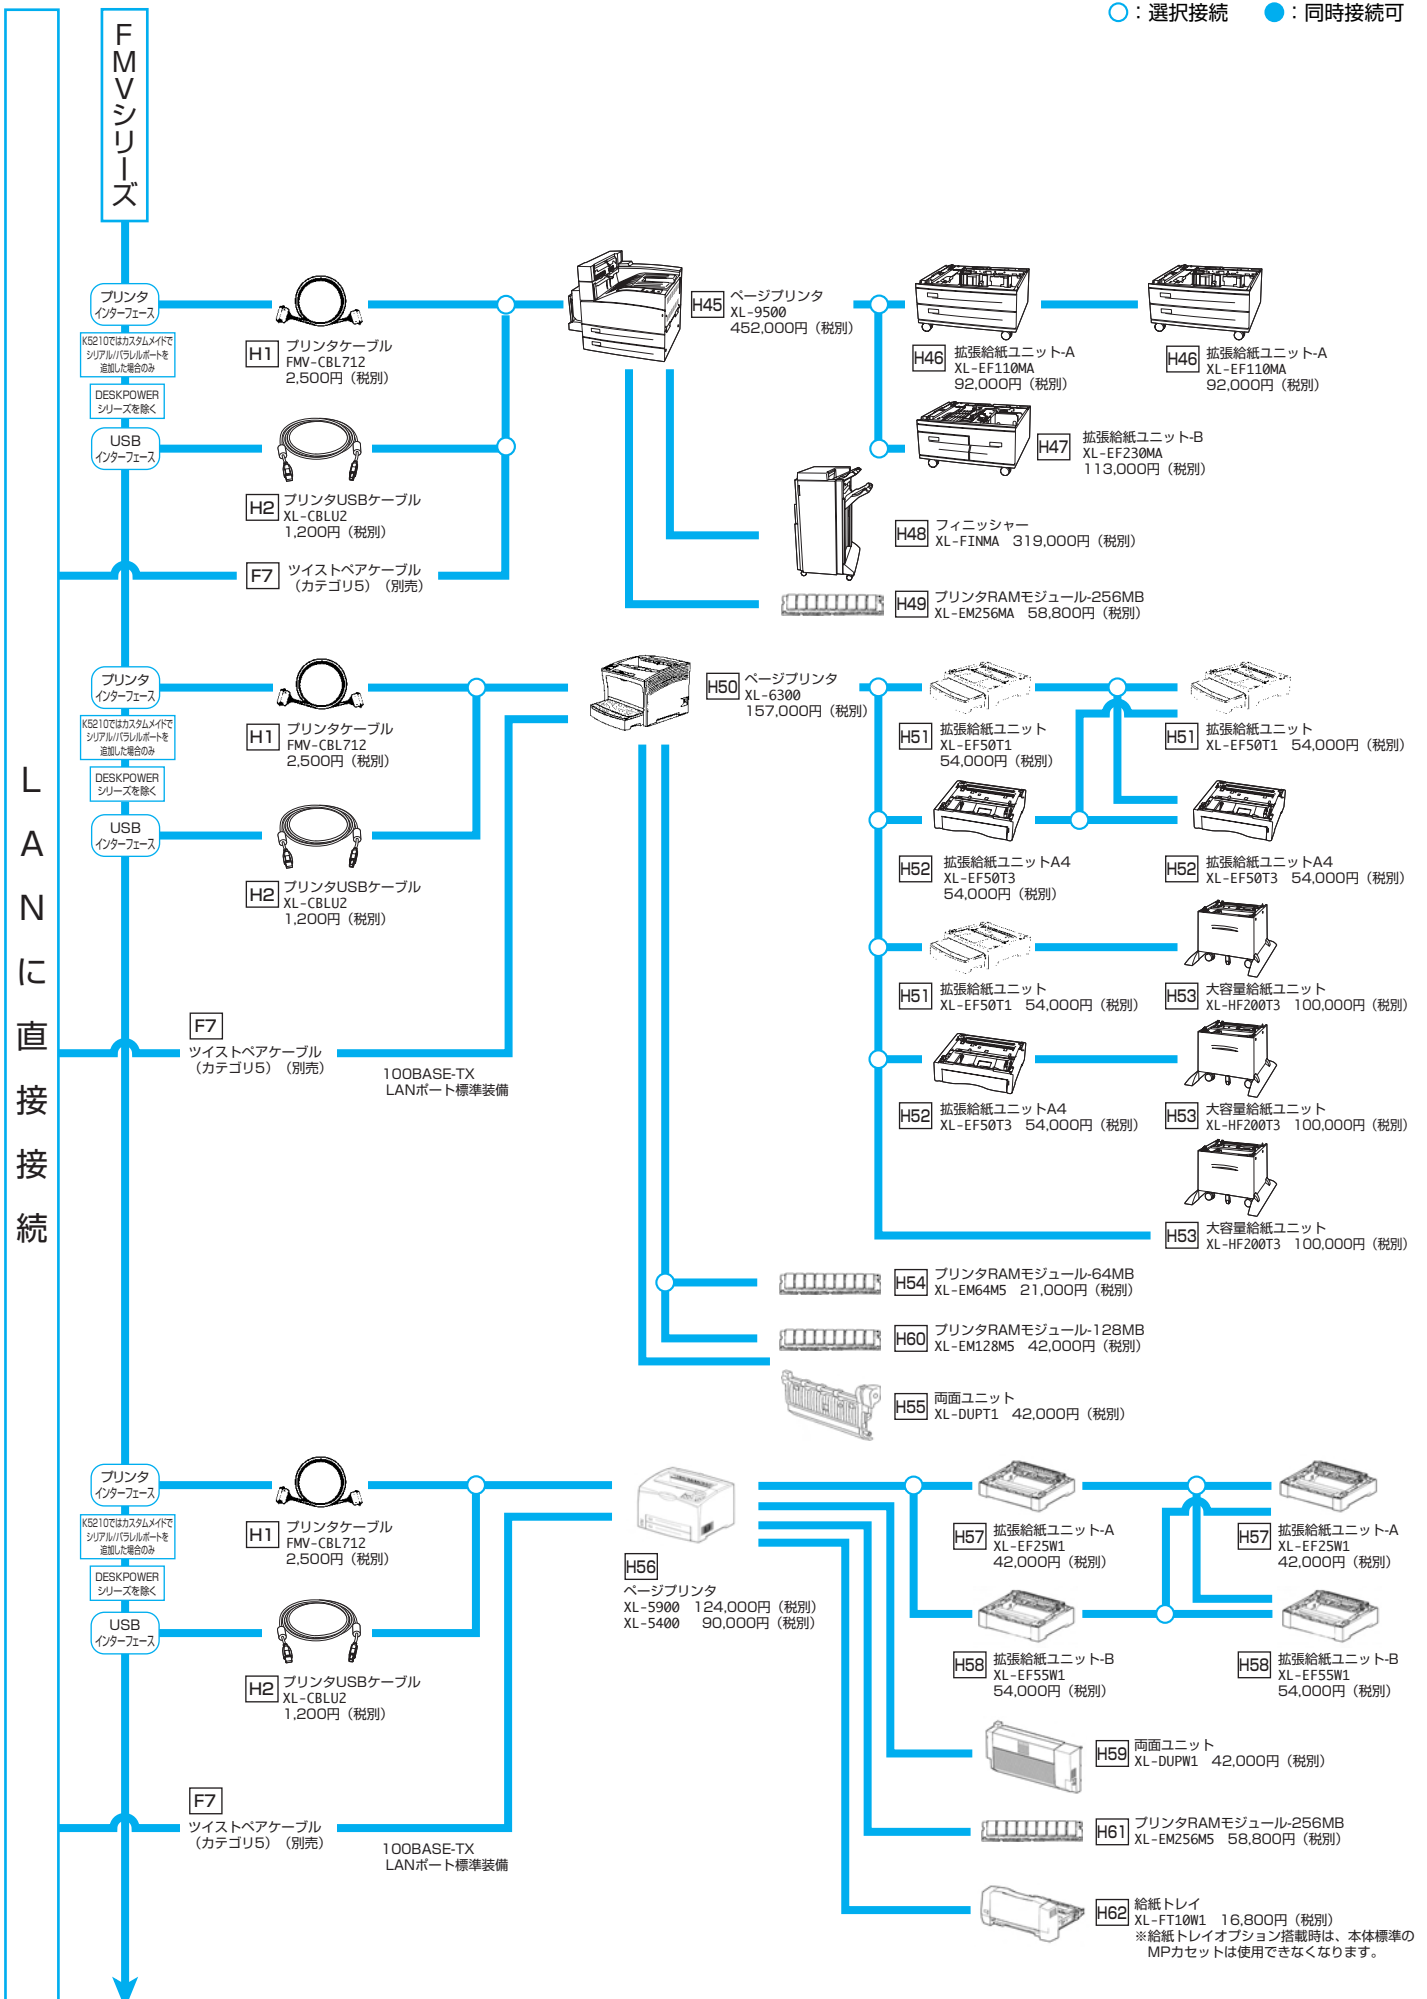 ○：選択接続　●：同時接続可
FMVシリーズ
LANに直接接続
プリンタ
インターフェース
K5210ではカスタムメイドで
シリアル/パラレルポートを
追加した場合のみ
DESKPOWER
シリーズを除く
USB
インターフェース
H1 プリンタケーブル
FMV-CBL712
2,500円（税別）
H2 プリンタUSBケーブル
XL-CBLU2
1,200円（税別）
F7 ツイストペアケーブル
（カテゴリ5）（別売）
H45 ページプリンタ
XL-9500
452,000円（税別）
H46 拡張給紙ユニット-A
XL-EF110MA
92,000円（税別）
H46 拡張給紙ユニット-A
XL-EF110MA
92,000円（税別）
H47 拡張給紙ユニット-B
XL-EF230MA
113,000円（税別）
H48 フィニッシャー
XL-FINMA 319,000円（税別）
H49 プリンタRAMモジュール-256MB
XL-EM256MA 58,800円（税別）
プリンタ
インターフェース
K5210ではカスタムメイドで
シリアル/パラレルポートを
追加した場合のみ
DESKPOWER
シリーズを除く
USB
インターフェース
H1 プリンタケーブル
FMV-CBL712
2,500円（税別）
H2 プリンタUSBケーブル
XL-CBLU2
1,200円（税別）
F7
ツイストペアケーブル
（カテゴリ5）（別売）
100BASE-TX
LANポート標準装備
H50 ページプリンタ
XL-6300
157,000円（税別）
H51 拡張給紙ユニット
XL-EF50T1
54,000円（税別）
H51 拡張給紙ユニット
XL-EF50T1 54,000円（税別）
H52 拡張給紙ユニットA4
XL-EF50T3
54,000円（税別）
H52 拡張給紙ユニットA4
XL-EF50T3 54,000円（税別）
H51 拡張給紙ユニット
XL-EF50T1 54,000円（税別）
H53 大容量給紙ユニット
XL-HF200T3 100,000円（税別）
H52 拡張給紙ユニットA4
XL-EF50T3 54,000円（税別）
H53 大容量給紙ユニット
XL-HF200T3 100,000円（税別）
H53 大容量給紙ユニット
XL-HF200T3 100,000円（税別）
H54 プリンタRAMモジュール-64MB
XL-EM64M5 21,000円（税別）
H60 プリンタRAMモジュール-128MB
XL-EM128M5 42,000円（税別）
H55 両面ユニット
XL-DUPT1 42,000円（税別）
プリンタ
インターフェース
K5210ではカスタムメイドで
シリアル/パラレルポートを
追加した場合のみ
DESKPOWER
シリーズを除く
USB
インターフェース
H1 プリンタケーブル
FMV-CBL712
2,500円（税別）
H2 プリンタUSBケーブル
XL-CBLU2
1,200円（税別）
F7
ツイストペアケーブル
（カテゴリ5）（別売）
100BASE-TX
LANポート標準装備
H56
ページプリンタ
XL-5900 124,000円（税別）
XL-5400 90,000円（税別）
H57 拡張給紙ユニット-A
XL-EF25W1
42,000円（税別）
H57 拡張給紙ユニット-A
XL-EF25W1
42,000円（税別）
H58 拡張給紙ユニット-B
XL-EF55W1
54,000円（税別）
H58 拡張給紙ユニット-B
XL-EF55W1
54,000円（税別）
H59 両面ユニット
XL-DUPW1 42,000円（税別）
H61 プリンタRAMモジュール-256MB
XL-EM256M5 58,800円（税別）
H62 給紙トレイ
XL-FT10W1 16,800円（税別）
※給紙トレイオプション搭載時は、本体標準の
MPカセットは使用できなくなります。